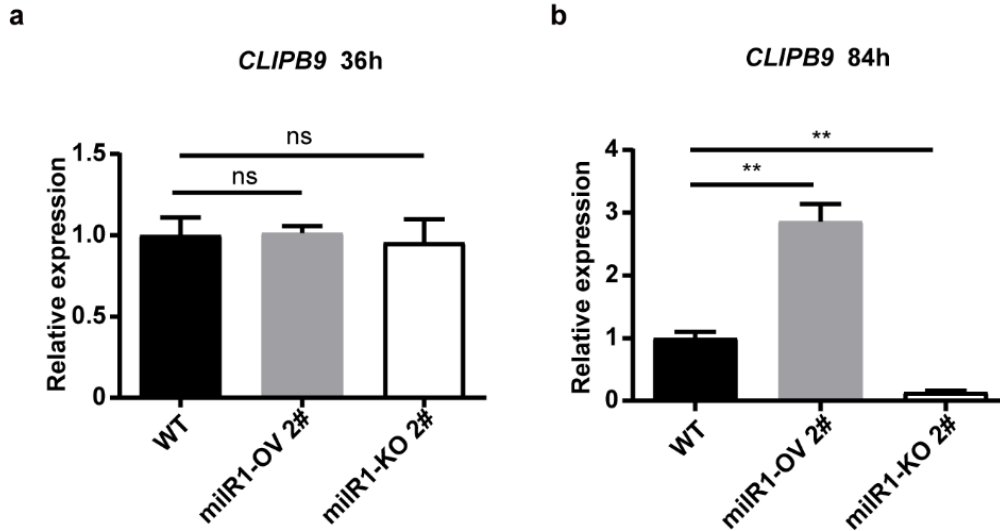 a
CLIPB9 36h
ns
ns
Relative expression
1.5
1.0
0.5
0
WT
milR1-OV 2#
milR1-KO 2#
b
CLIPB9 84h
**
**
Relative expression
4
3
2
1
0
WT
milR1-OV 2#
milR1-KO 2#